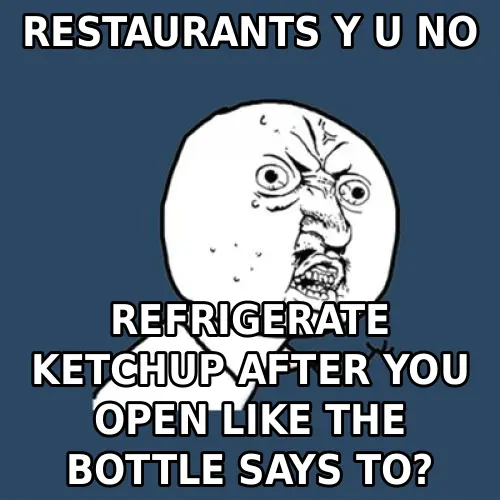 RESTAURANTS Y U NO
REFRIGERATE
KETCHUP AFTER YOU
OPEN LIKE THE
BOTTLE SAYS TO?